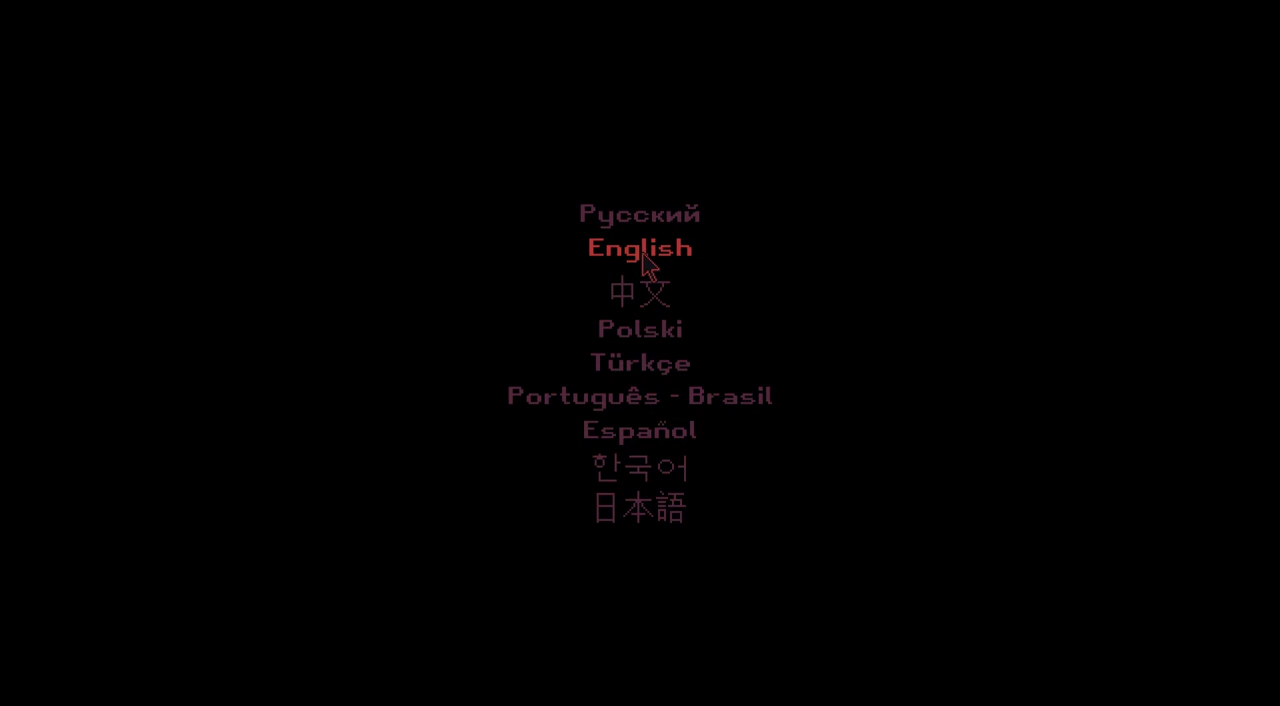 Русский
English
中文
Polski
Türkçe
Português - Brasil
Español
한국어
日本語